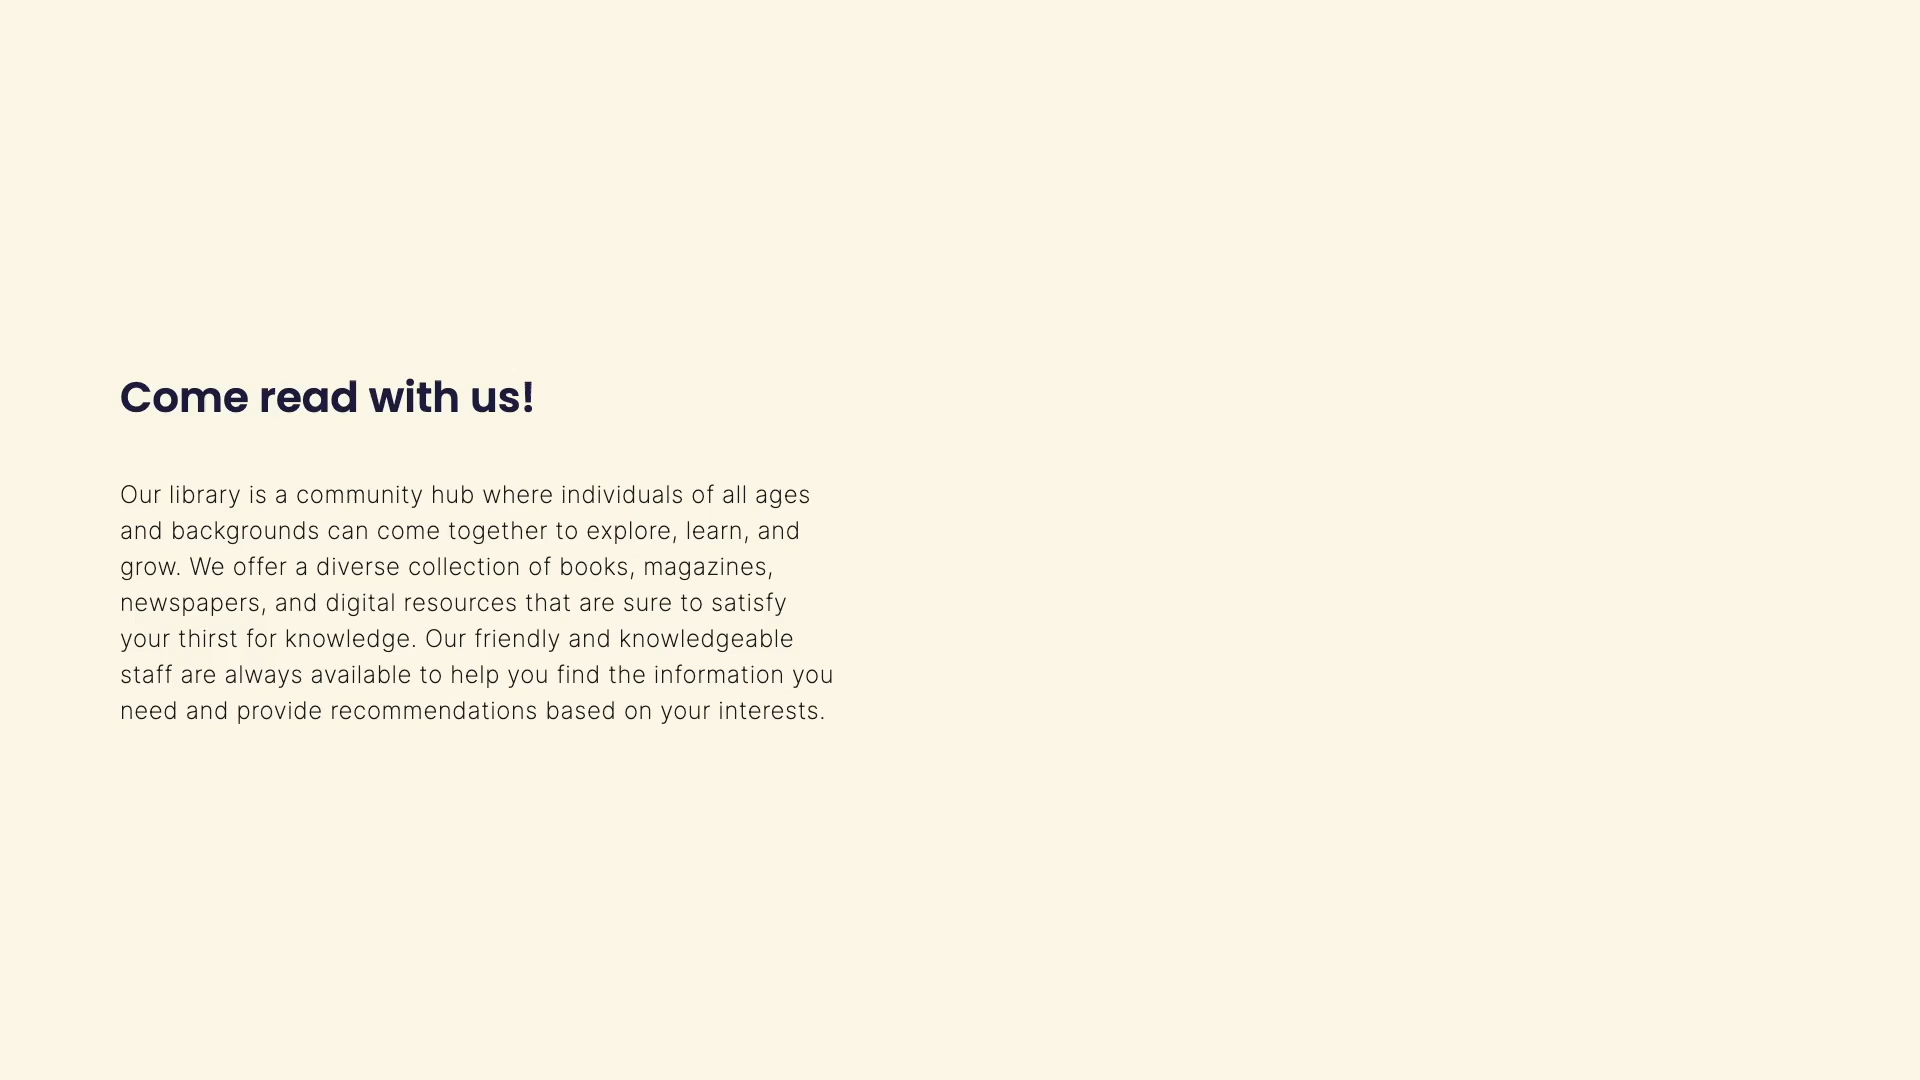 Come read with us!
Our library is a community hub where individuals of all ages
and backgrounds can come together to explore, learn, and
grow. We offer a diverse collection of books, magazines,
newspapers, and digital resources that are sure to satisfy
your thirst for knowledge. Our friendly and knowledgeable
staff are always available to help you find the information you
need and provide recommendations based on your interests.